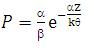 P = α/β e^(-αZ/kθ)